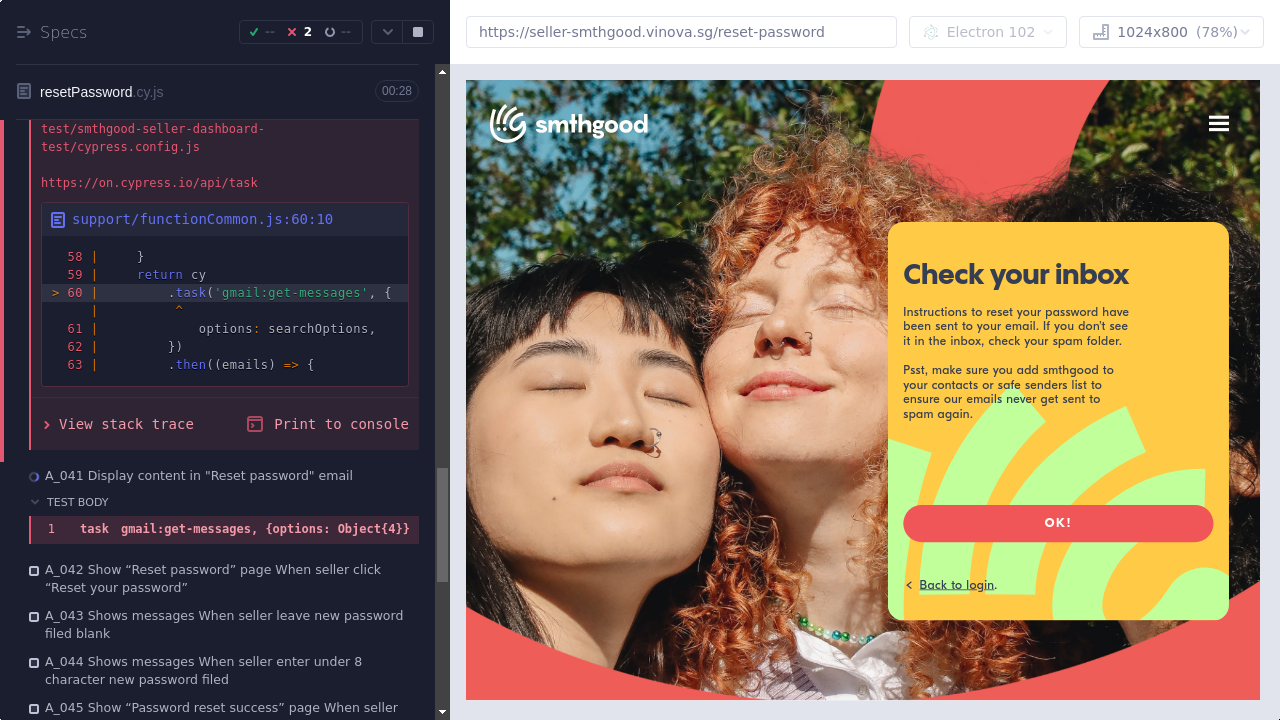 Specs
--
2
--
https://seller-smthgood.vinova.sg/reset-password
Electron 102
1024x800 (78%)
resetPassword.cy.js
00:28
test/smthgood-seller-dashboard-
test/cypress.config.js
https://on.cypress.io/api/task
support/functionCommon.js:60:10
58 | }
59 | return cy
> 60 | .task('gmail:get-messages', {
| ^
61 | options: searchOptions,
62 | })
63 | .then((emails) => {
View stack trace
Print to console
A_041 Display content in "Reset password" email
TEST BODY
1 task gmail:get-messages, {options: Object{4}}
A_042 Show “Reset password” page When seller click
“Reset your password”
A_043 Shows messages When seller leave new password
filed blank
A_044 Shows messages When seller enter under 8
character new password filed
A_045 Show “Password reset success” page When seller
smthgood
Check your inbox
Instructions to reset your password have
been sent to your email. If you don't see
it in the inbox, check your spam folder.
Psst, make sure you add smthgood to
your contacts or safe senders list to
ensure our emails never get sent to
spam again.
OK!
< Back to login.